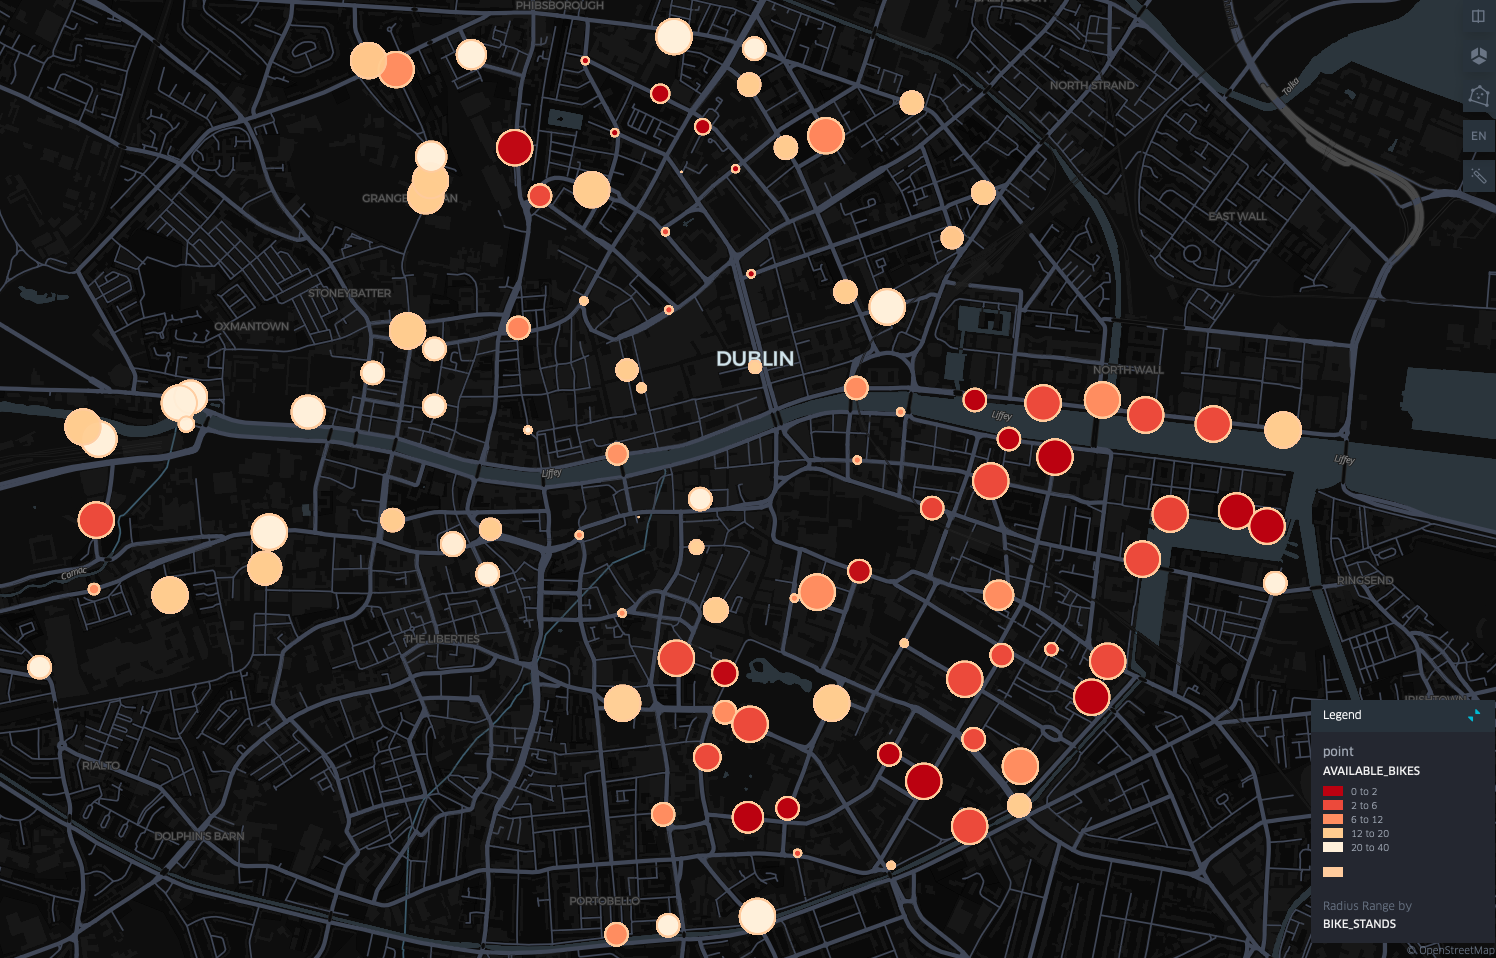 PHIBSBOROUGH
NORTH STRAND
Tolka
EN
EAST WALL
STONEYBATTER
OXMANTOWN
DUBLIN
NORTH WALL
Liffey
Liffey
Liffey
Camac
RINGSEND
THE LIBERTIES
RIALTO
DOLPHIN'S BARN
PORTOBELLO
Legend
point
AVAILABLE_BIKES
0 to 2
2 to 6
6 to 12
12 to 20
20 to 40
Radius Range by
BIKE_STANDS
© OpenStreetMap